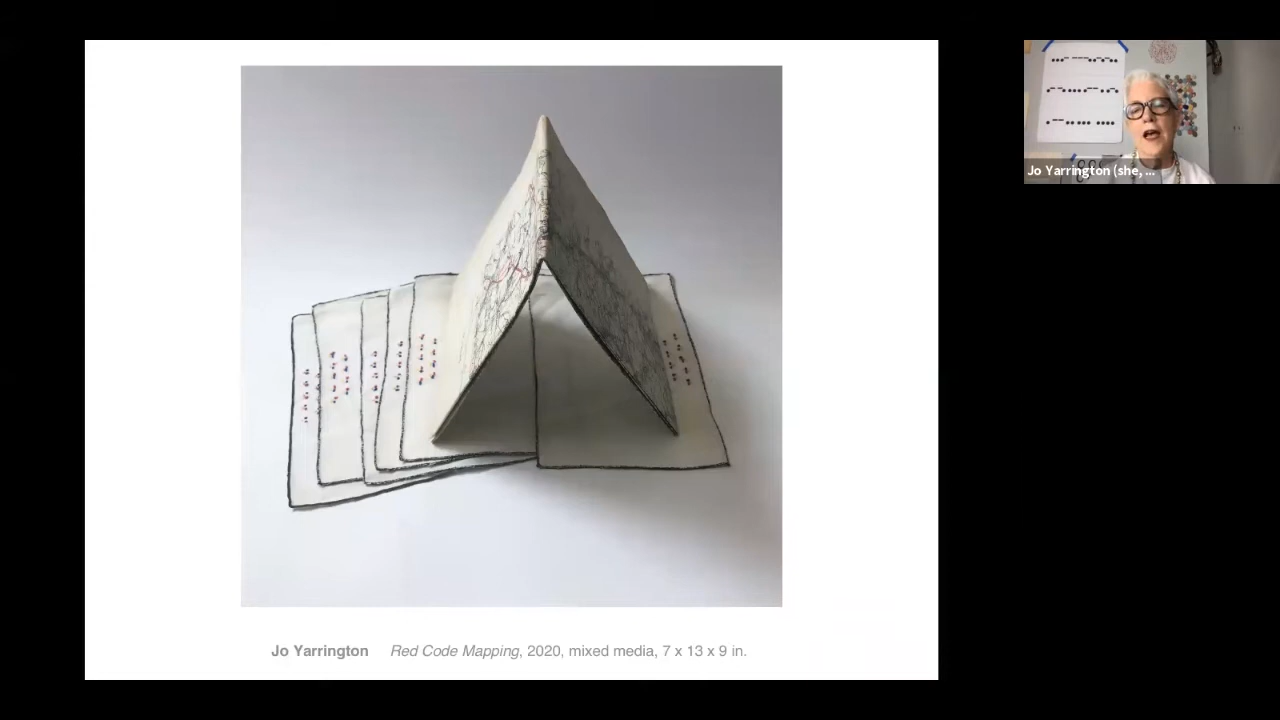 Jo Yarrington Red Code Mapping, 2020, mixed media, 7 x 13 x 9 in.
Jo Yarrington (she, ...